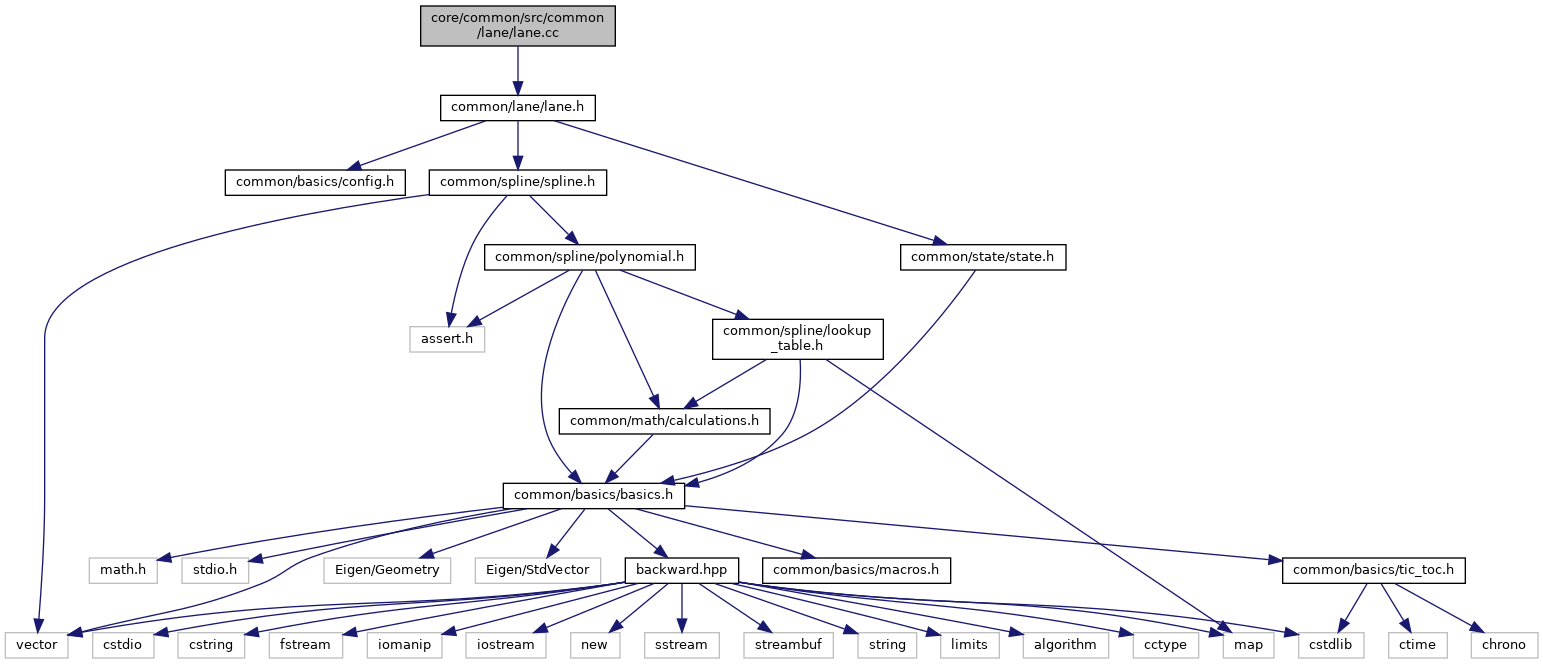 core/common/src/common
/lane/lane.cc
common/lane/lane.h
common/basics/config.h
common/spline/spline.h
common/spline/polynomial.h
common/state/state.h
assert.h
common/spline/lookup
_table.h
common/math/calculations.h
common/basics/basics.h
math.h
stdio.h
Eigen/Geometry
Eigen/StdVector
backward.hpp
common/basics/macros.h
common/basics/tic_toc.h
vector
cstdio
cstring
fstream
iomanip
iostream
new
sstream
streambuf
string
limits
algorithm
cctype
map
cstdlib
ctime
chrono